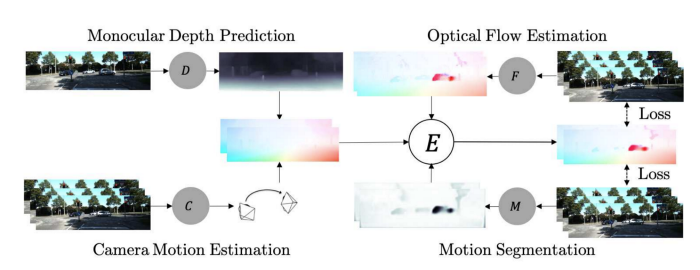 Monocular Depth Prediction
Optical Flow Estimation
D
F
Loss
E
Loss
C
M
Camera Motion Estimation
Motion Segmentation